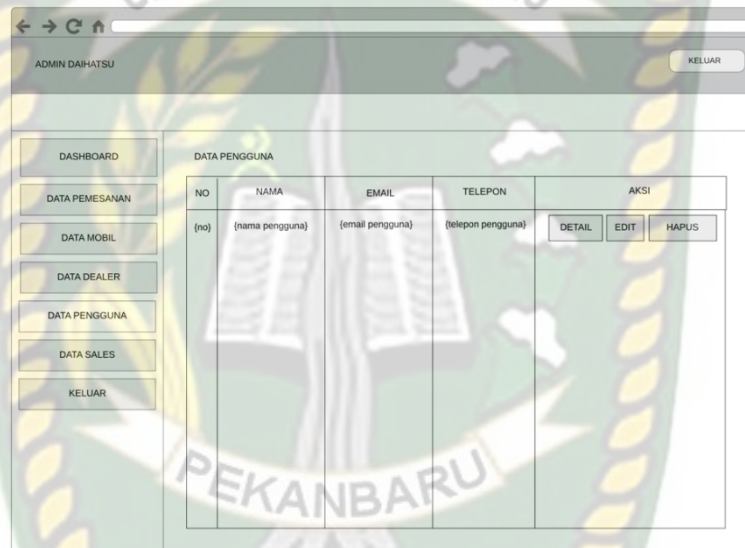 ADMIN DAIHATSU
KELUAR
DASHBOARD
DATA PEMESANAN
DATA MOBIL
DATA DEALER
DATA PENGGUNA
DATA SALES
KELUAR
DATA PENGGUNA
NO NAMA EMAIL TELEPON AKSI
{no} {nama pengguna} {email pengguna} {telepon pengguna} DETAIL EDIT HAPUS
PEKANBARU